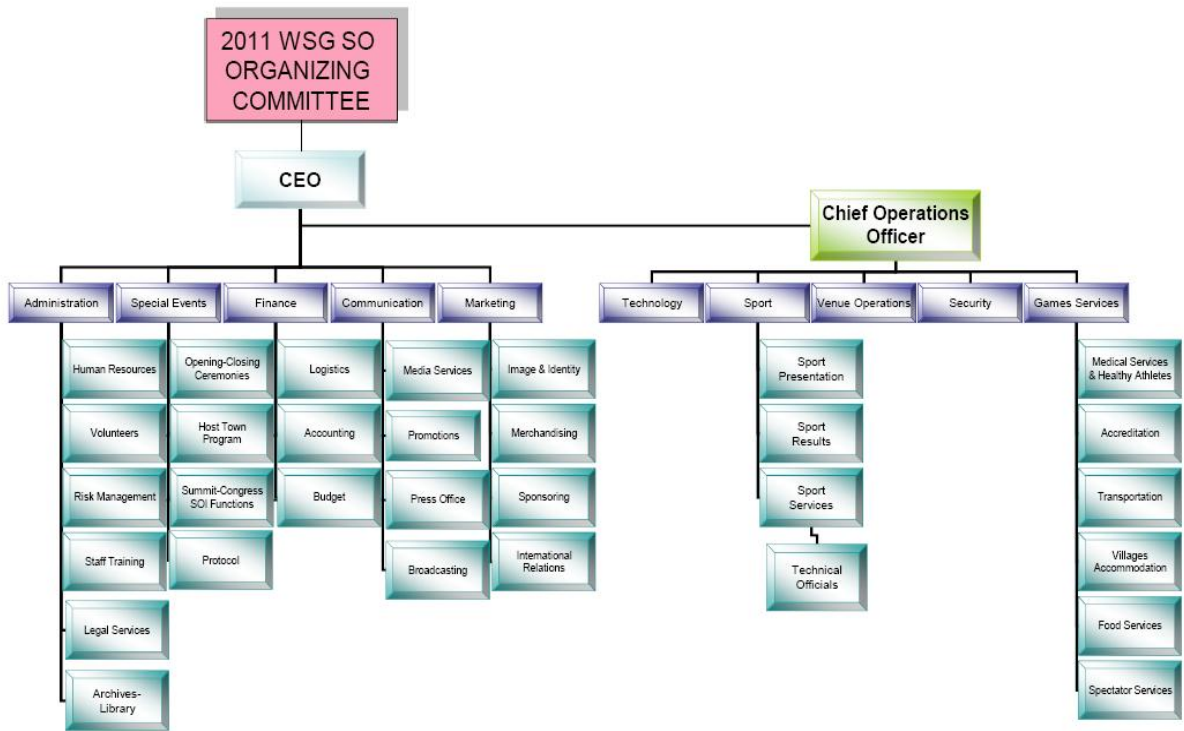 2011 WSG SO
ORGANIZING
COMMITTEE
CEO
Chief Operations
Officer
Administration
Special Events
Finance
Communication
Marketing
Technology
Sport
Venue Operations
Security
Games Services
Human Resources
Volunteers
Risk Management
Staff Training
Legal Services
Archives-
Library
Opening-Closing
Ceremonies
Host Town
Program
Summit-Congress
SOI Functions
Protocol
Logistics
Accounting
Budget
Media Services
Promotions
Press Office
Broadcasting
Image & Identity
Merchandising
Sponsoring
International
Relations
Sport
Presentation
Sport
Results
Sport
Services
Technical
Officials
Medical Services
& Healthy Athletes
Accreditation
Transportation
Villages
Accommodation
Food Services
Spectator Services